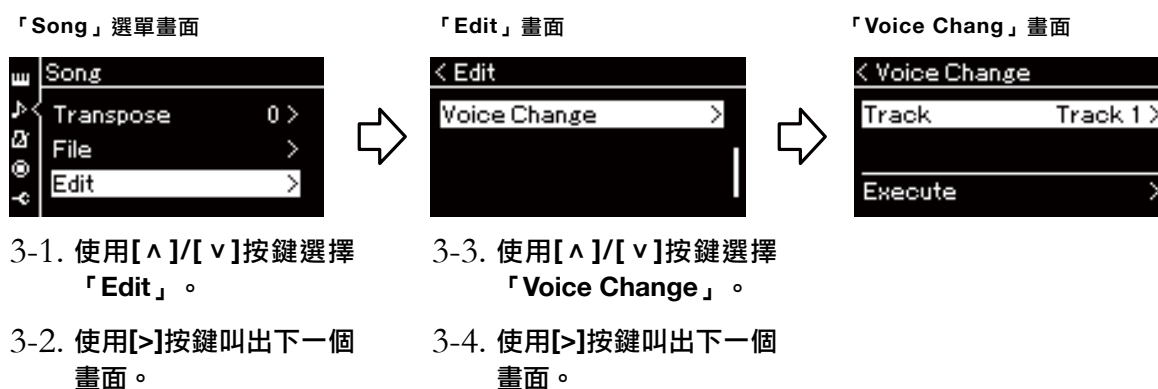 「Song」選單畫面
Song
Transpose 0 >
File >
Edit >
3-1. 使用[∧]/[∨]按鍵選擇
「Edit」。
3-2. 使用[>]按鍵叫出下一個
畫面。
「Edit」畫面
< Edit
Voice Change >
3-3. 使用[∧]/[∨]按鍵選擇
「Voice Change」。
3-4. 使用[>]按鍵叫出下一個
畫面。
「Voice Chang」畫面
< Voice Change
Track Track 1 >
Execute >